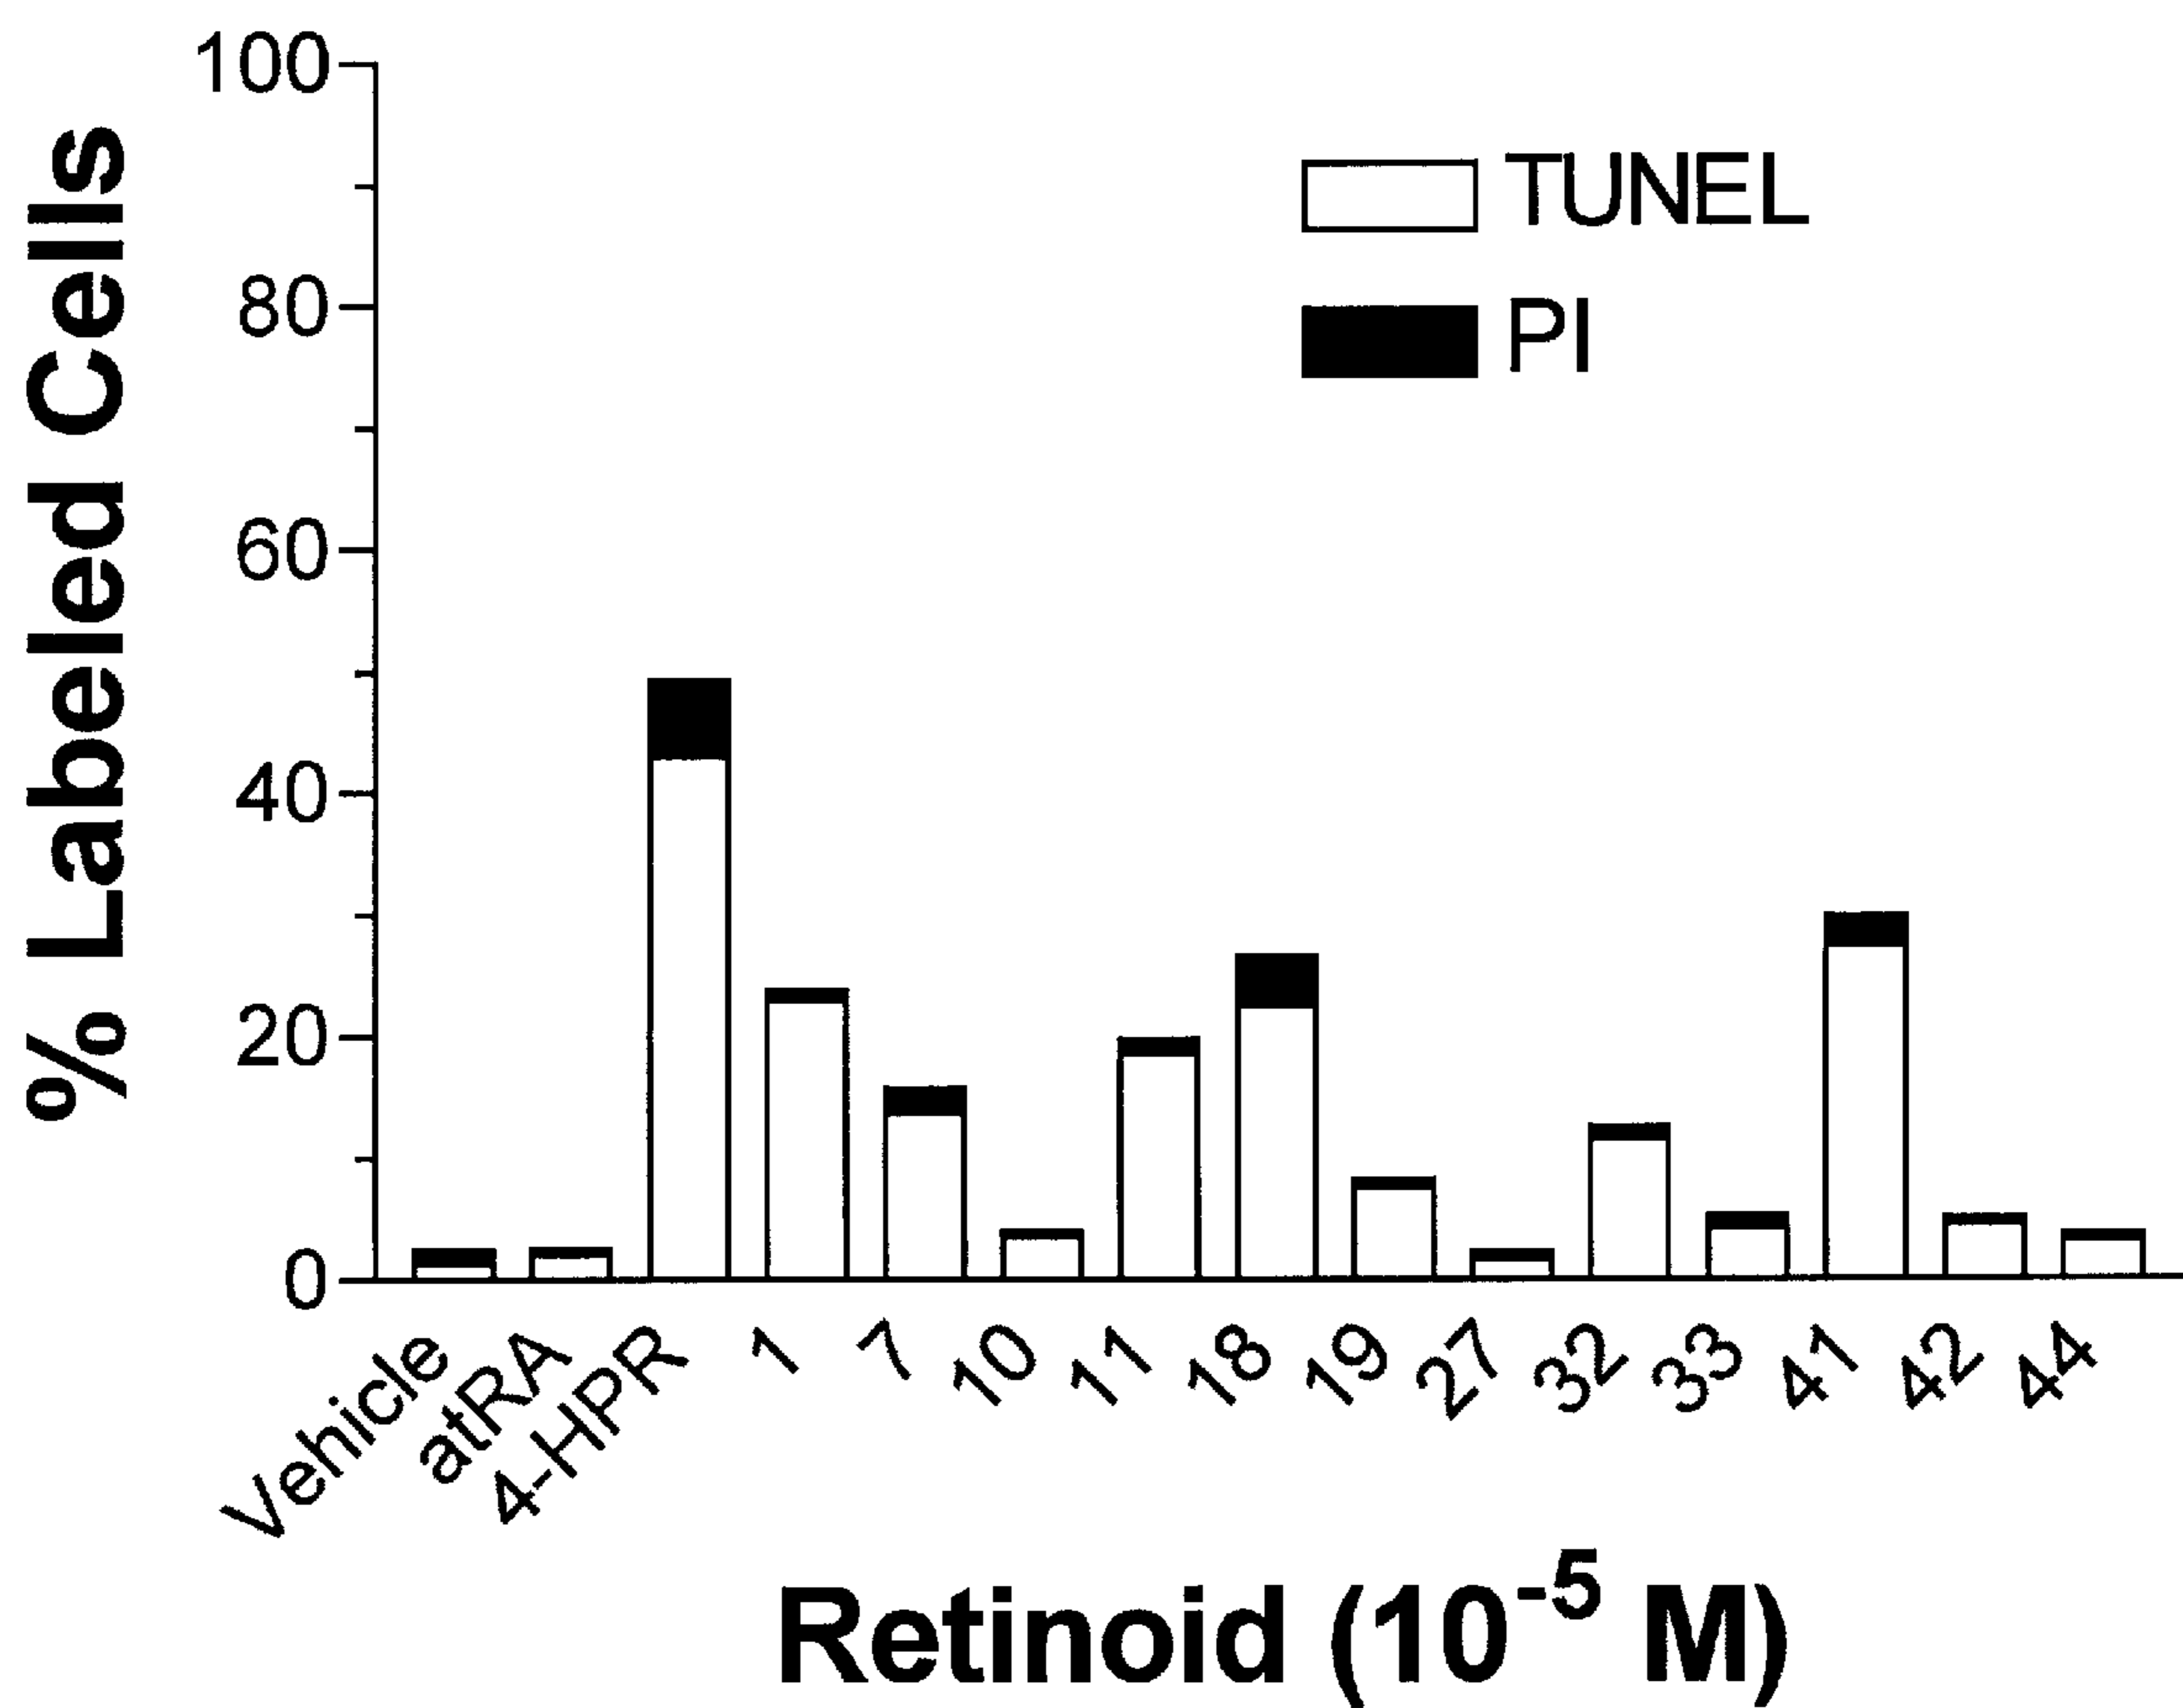 % Labeled Cells
100
80
60
40
20
0
TUNEL
PI
Vehicle
atRA
4-HPR
1
7
10
11
18
19
27
32
33
41
42
44
Retinoid (10⁻⁵ M)